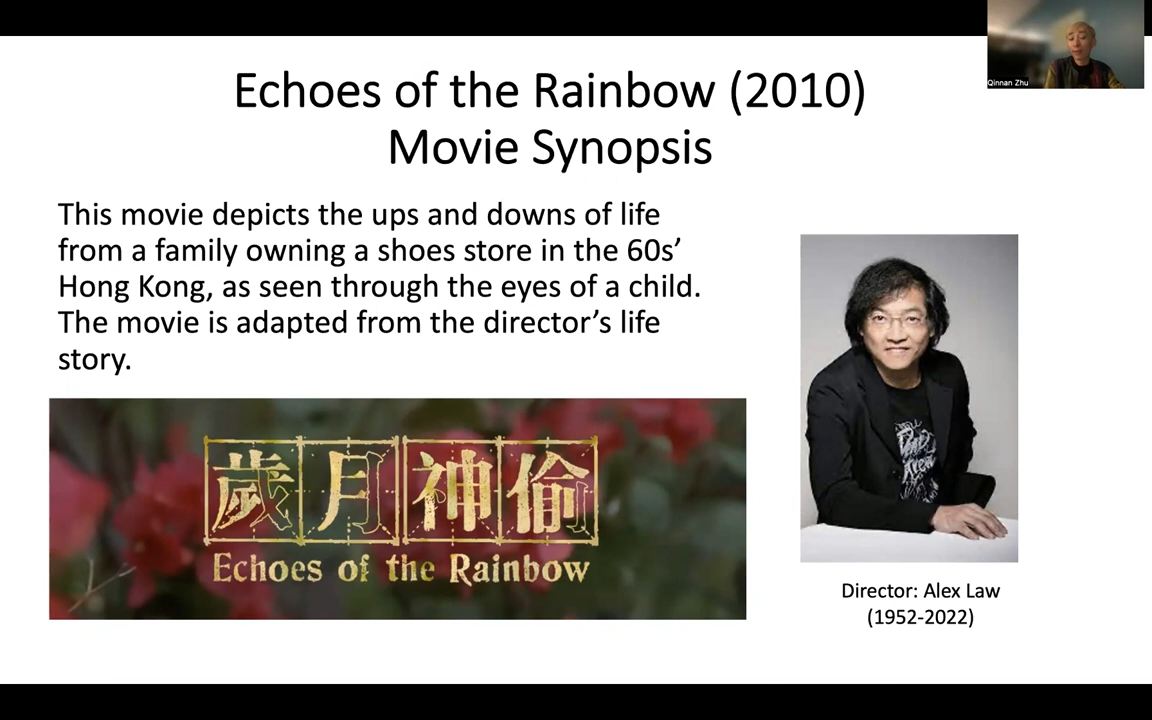 Echoes of the Rainbow (2010)
Movie Synopsis
Qinnan Zhu
This movie depicts the ups and downs of life
from a family owning a shoes store in the 60s’
Hong Kong, as seen through the eyes of a child.
The movie is adapted from the director’s life
story.
歲月神偷
Echoes of the Rainbow
Director: Alex Law
(1952-2022)